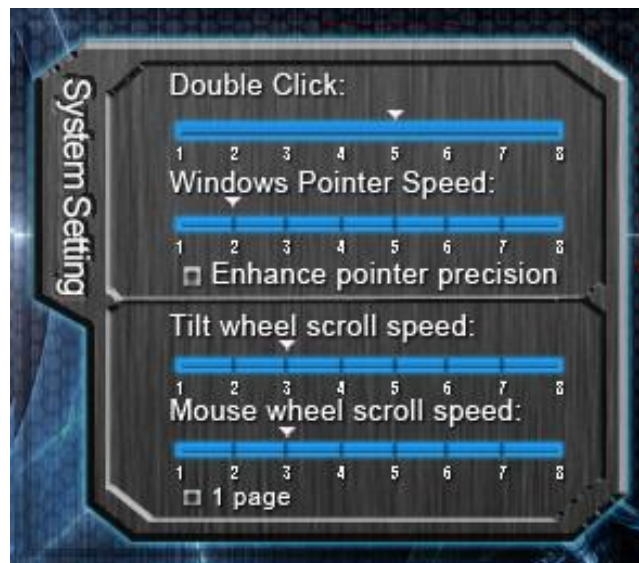 System Setting
Double Click:
1 2 3 4 5 6 7 8
Windows Pointer Speed:
1 2 3 4 5 6 7 8
Enhance pointer precision
Tilt wheel scroll speed:
1 2 3 4 5 6 7 8
Mouse wheel scroll speed:
1 2 3 4 5 6 7 8
1 page